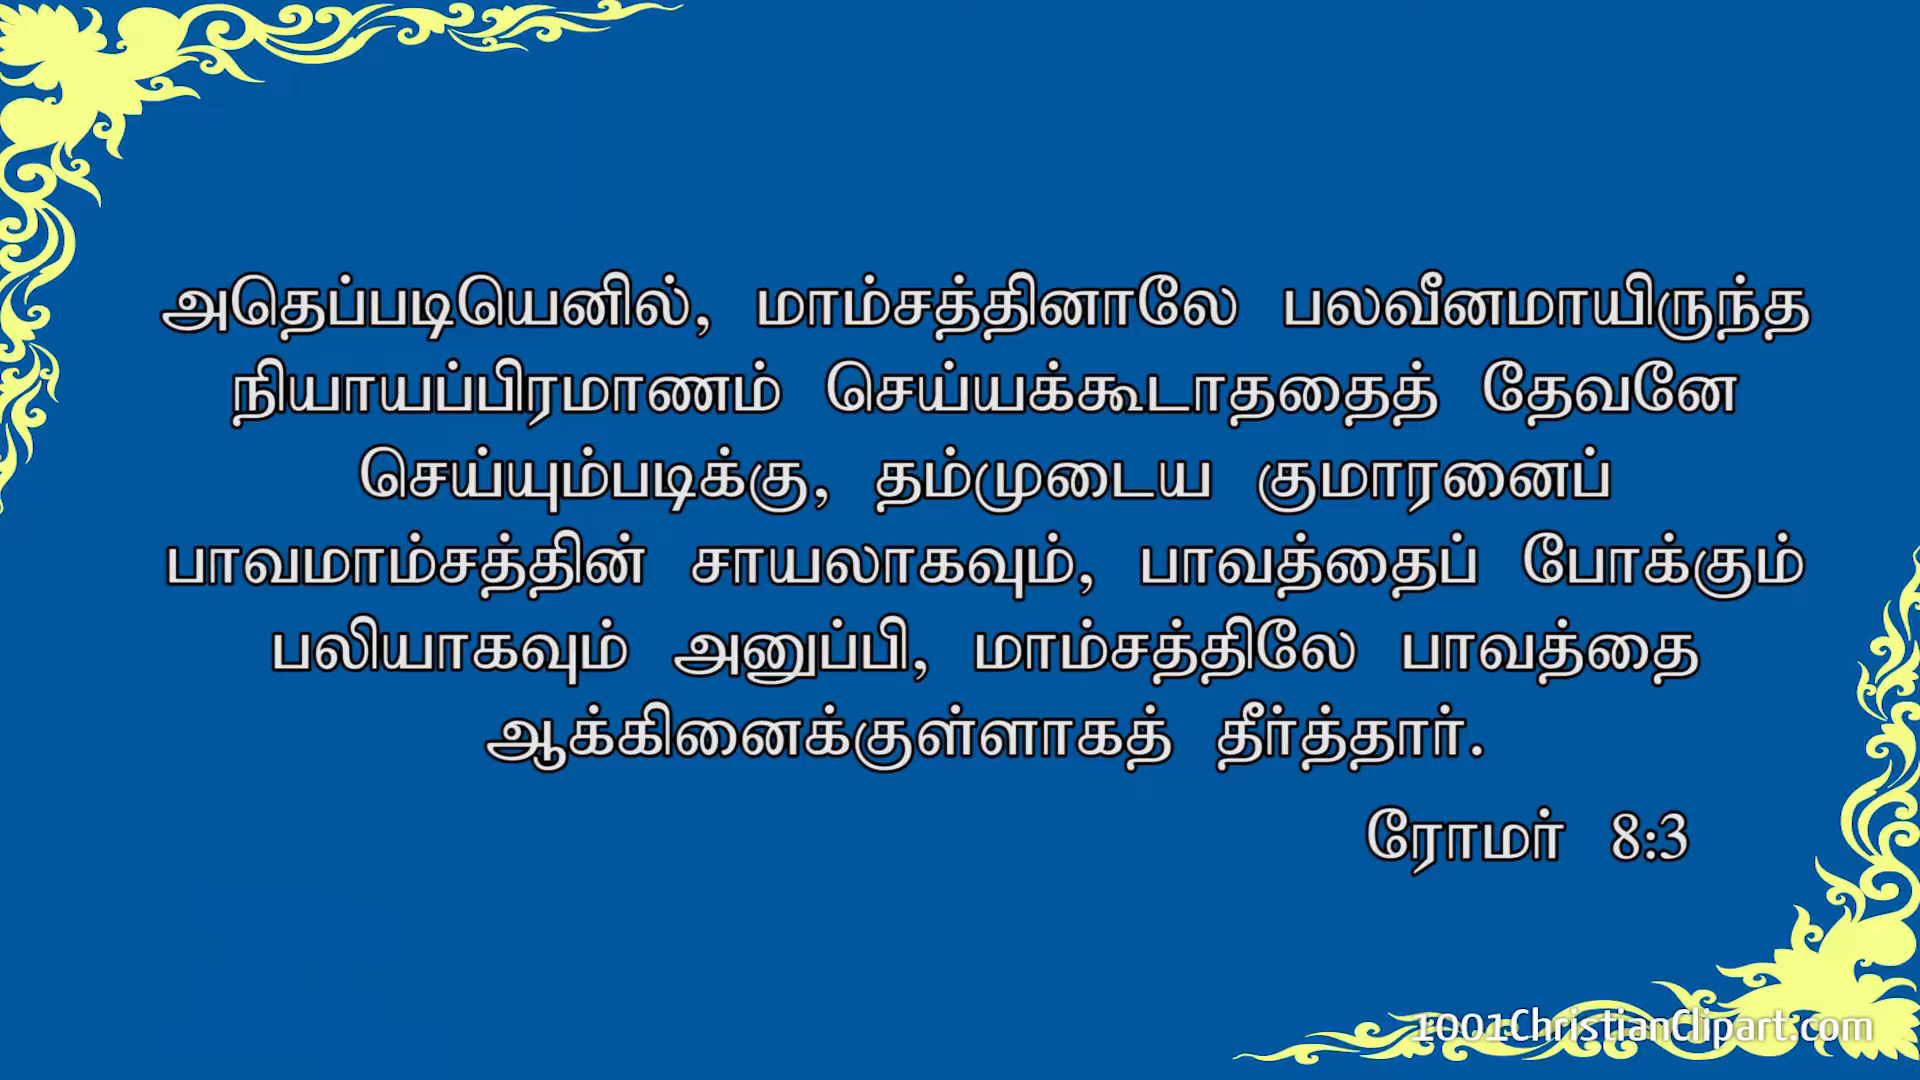 அதெப்படியெனில், மாம்சத்தினாலே பலவீனமாயிருந்த
நியாயப்பிரமாணம் செய்யக்கூடாததைத் தேவனே
செய்யும்படிக்கு, தம்முடைய குமாரனைப்
பாவமாம்சத்தின் சாயலாகவும், பாவத்தைப் போக்கும்
பலியாகவும் அனுப்பி, மாம்சத்திலே பாவத்தை
ஆக்கினைக்குள்ளாகத் தீர்த்தார்.
ரோமர் 8:3
1001ChristianClipart.com